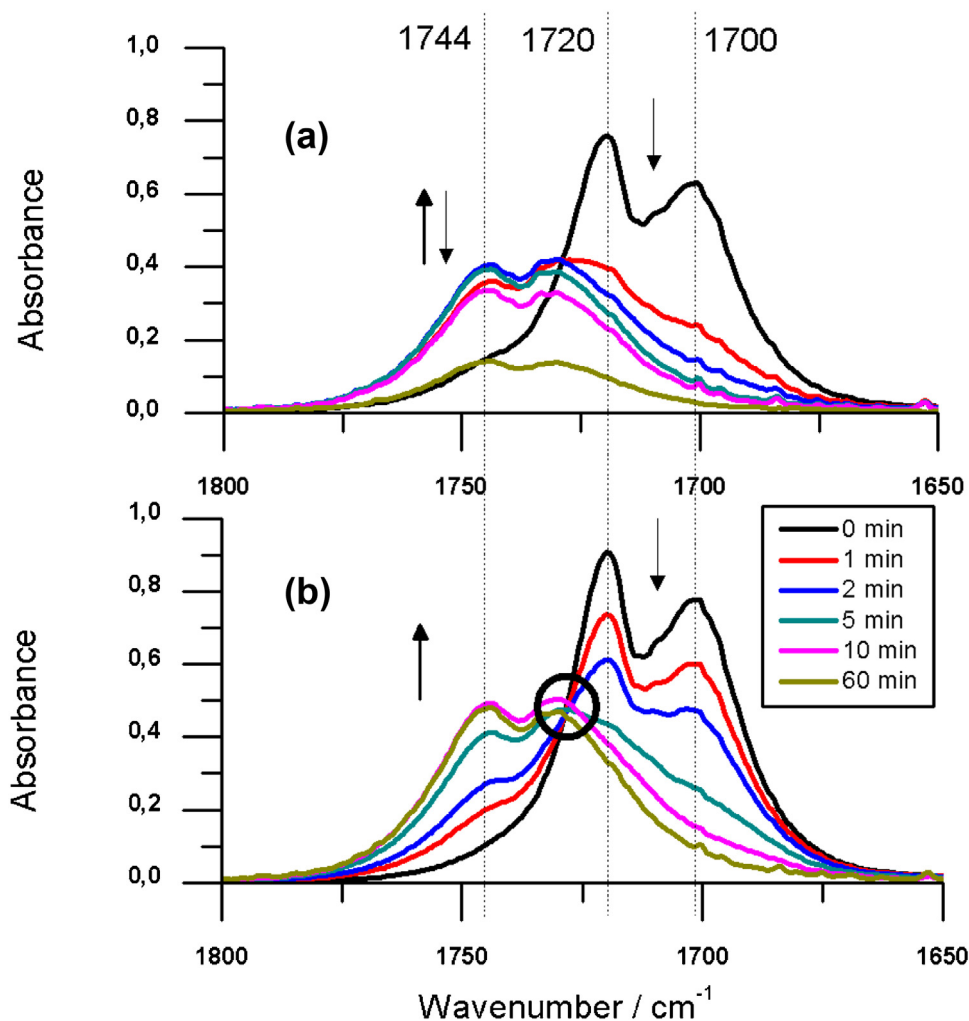 1744 1720 1700
1,0
0,8
(a)
0,6
Absorbance
0,4
0,2
0,0
1800 1750 1700 1650
1,0
0 min
1 min
0,8
(b)
2 min
5 min
0,6
10 min
60 min
Absorbance
0,4
0,2
0,0
1800 1750 1700 1650
Wavenumber / cm⁻¹